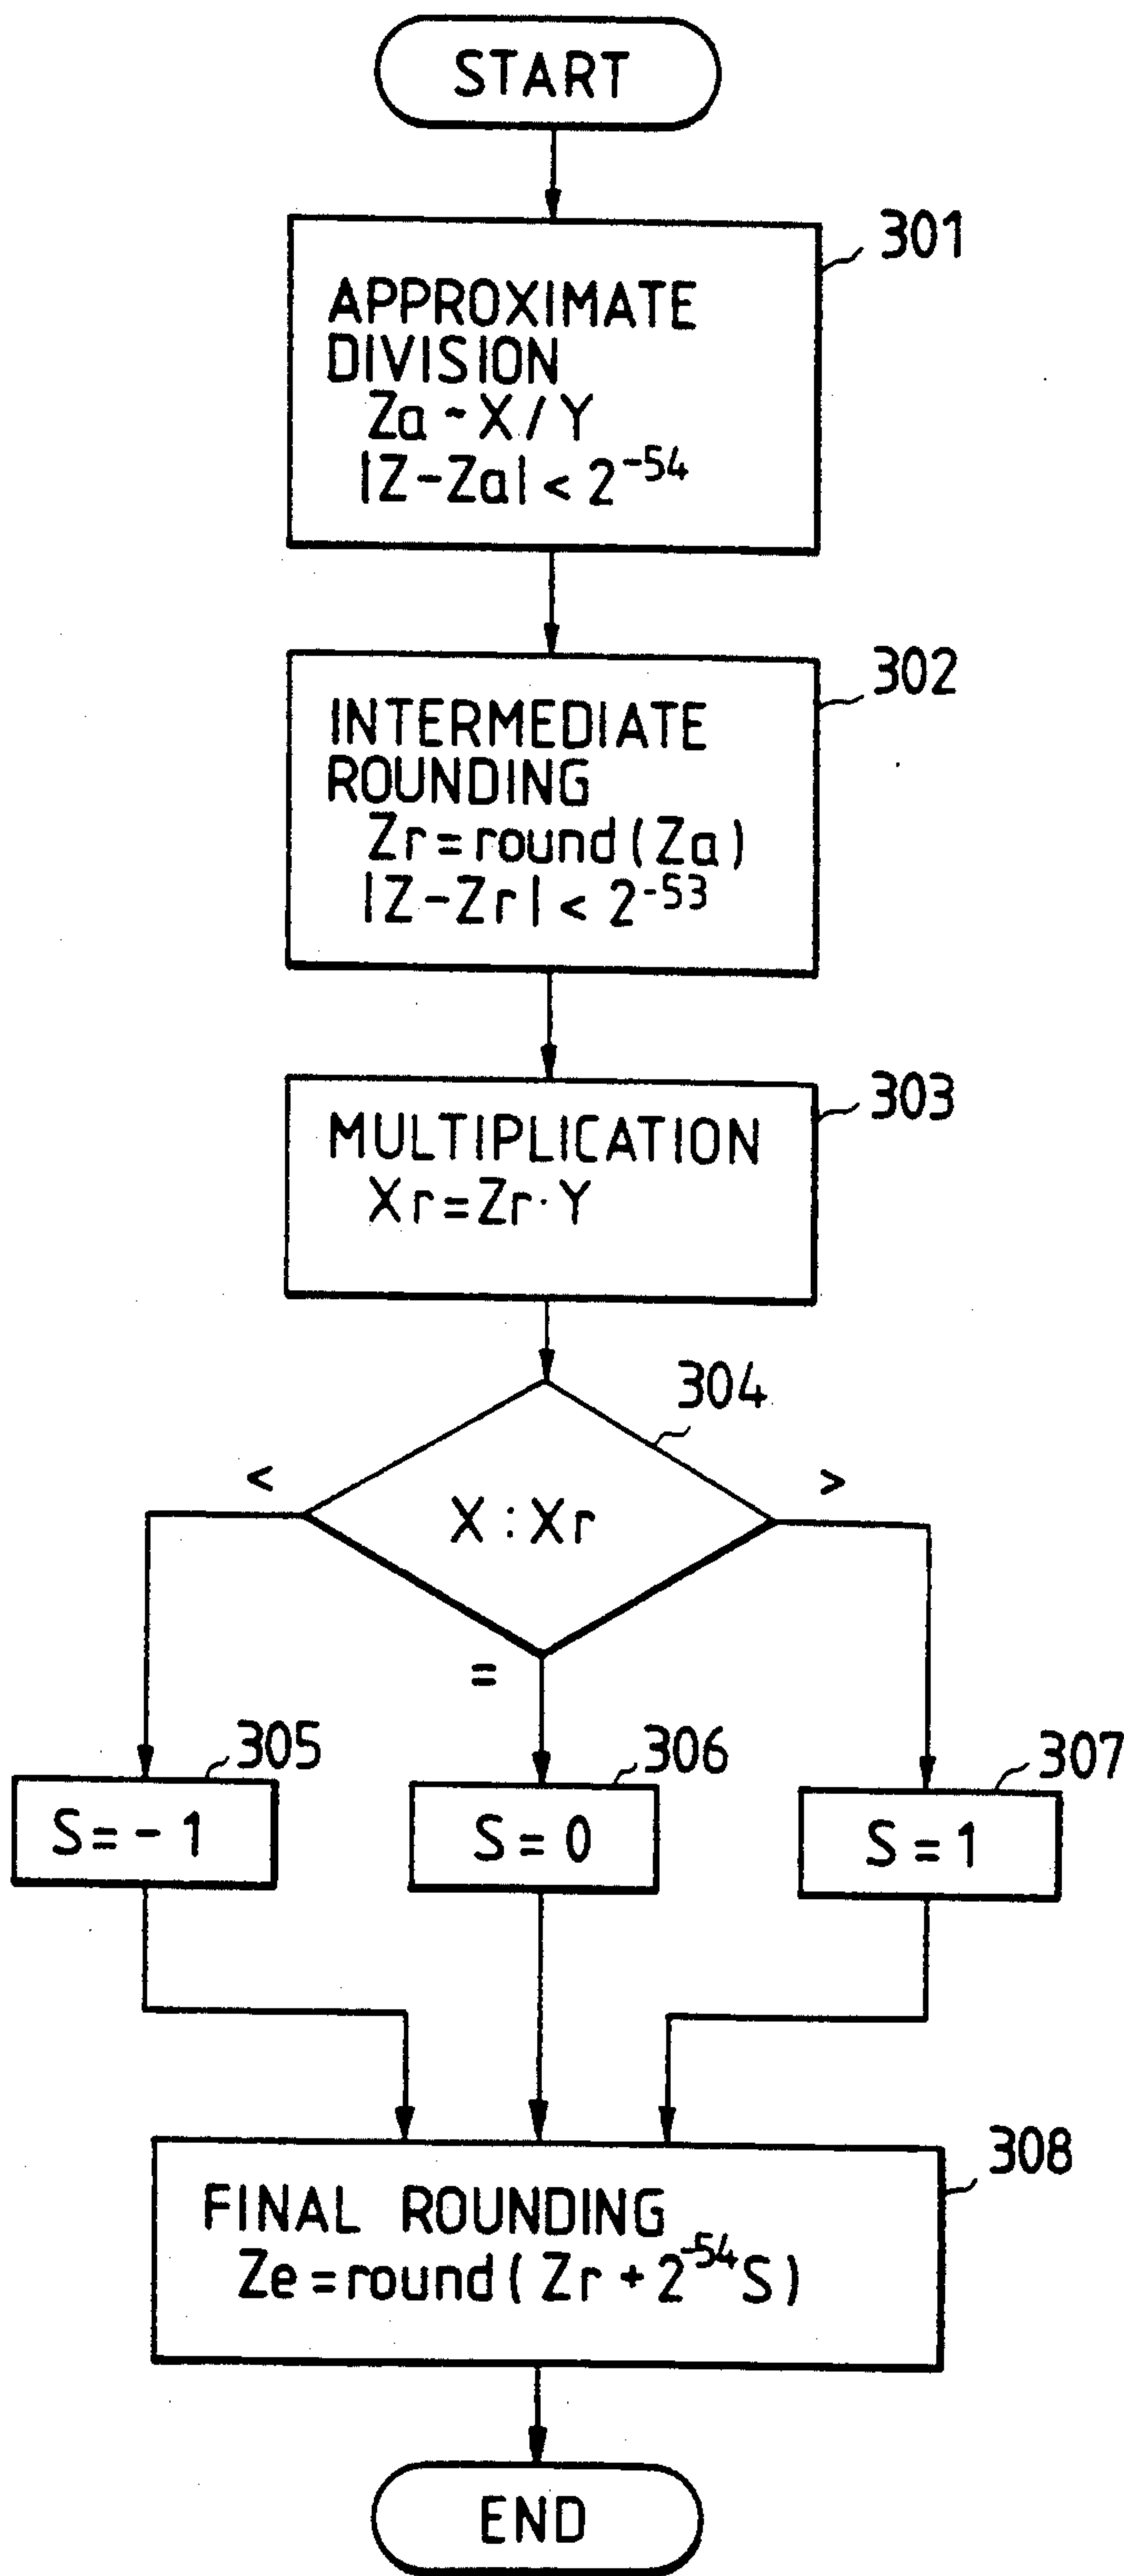 START
301
APPROXIMATE
DIVISION
Za ~ X / Y
|Z - Za| < 2^-54
302
INTERMEDIATE
ROUNDING
Zr = round ( Za )
|Z - Zr| < 2^-53
303
MULTIPLICATION
Xr = Zr · Y
304
< >
X : Xr
=
305
S = - 1
306
S = 0
307
S = 1
308
FINAL ROUNDING
Ze = round ( Zr + 2^-54 S )
END